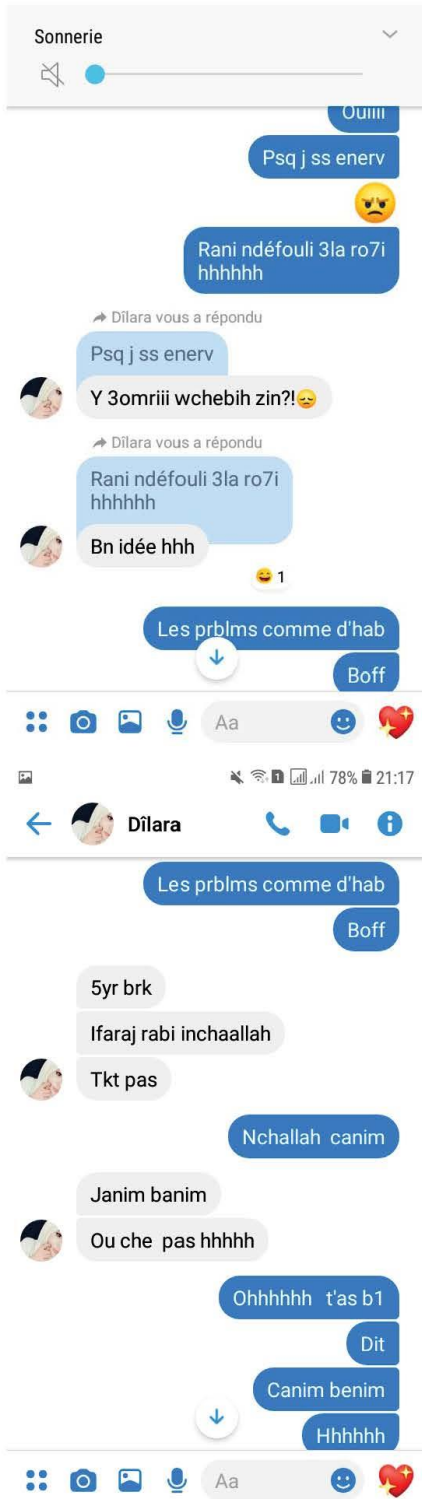 Sonnerie
Ouiiii
Psq j ss enerv
Rani ndéfouli 3la ro7i
hhhhhh
Dîlara vous a répondu
Psq j ss enerv
Y 3omriii wchebih zin?!
Dîlara vous a répondu
Rani ndéfouli 3la ro7i
hhhhhh
Bn idée hhh
1
Les prblms comme d'hab
Boff
Aa
1 78% 21:17
Dîlara
Les prblms comme d'hab
Boff
5yr brk
Ifaraj rabi inchaallah
Tkt pas
Nchallah canim
Janim banim
Ou che pas hhhhh
Ohhhhhh t'as b1
Dit
Canim benim
Hhhhhh
Aa